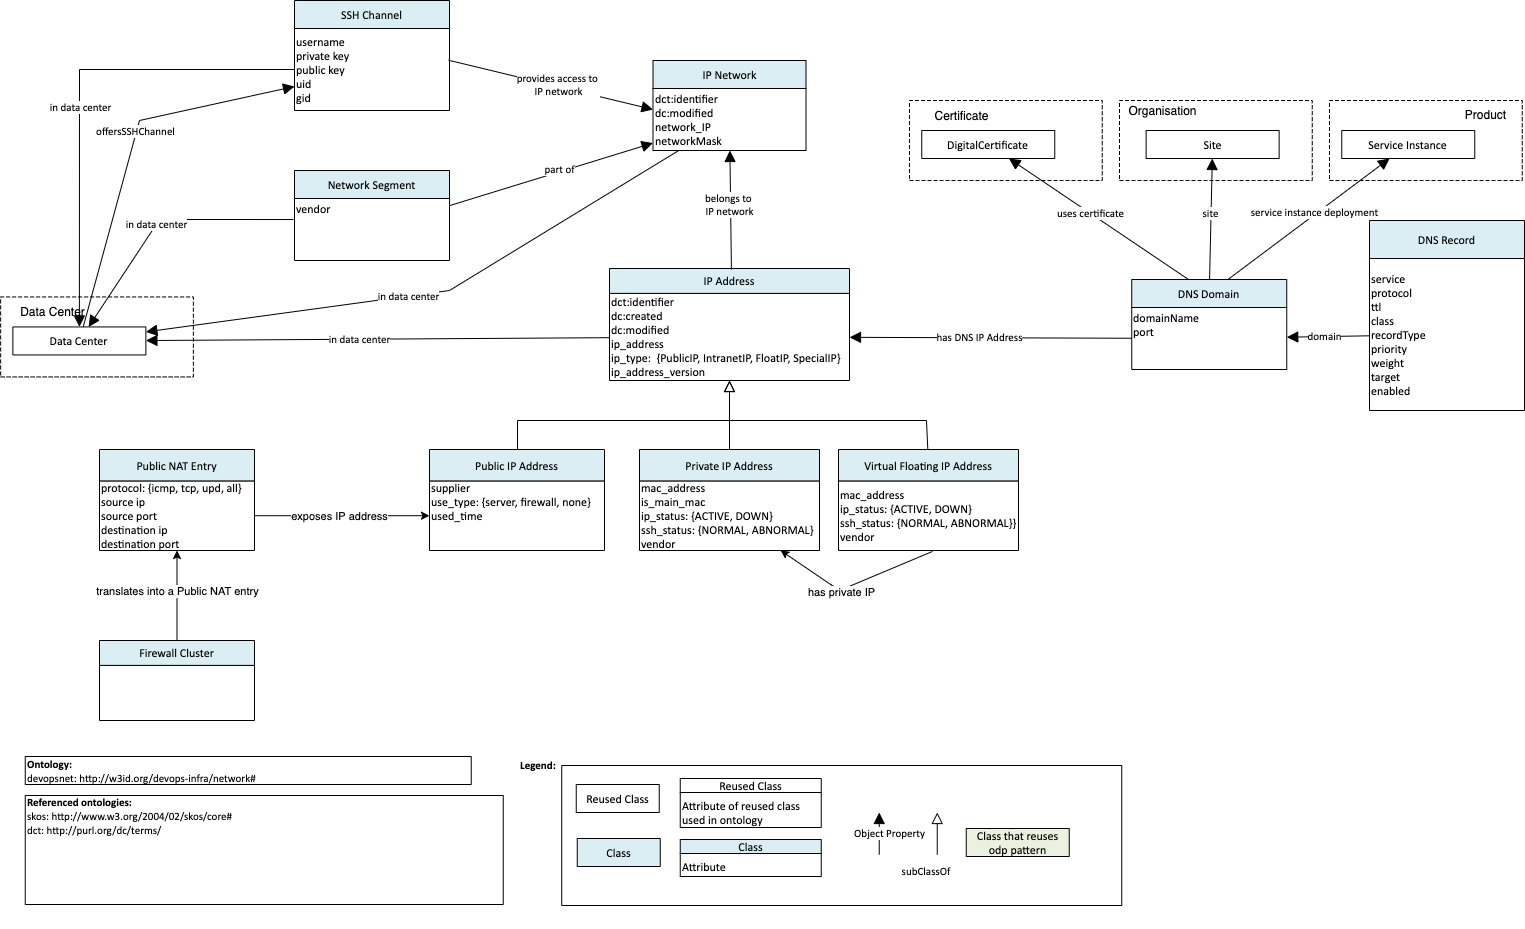 SSH Channel
username
private key
public key
uid
gid
provides access to
IP network
IP Network
dct:identifier
dc:modified
network_IP
networkMask
in data center
offersSSHChannel
Certificate
DigitalCertificate
Organisation
Site
Product
Service Instance
Network Segment
vendor
part of
in data center
belongs to
IP network
uses certificate
site
service instance deployment
DNS Record
service
protocol
ttl
class
recordType
priority
weight
target
enabled
Data Center
Data Center
in data center
in data center
IP Address
dct:identifier
dc:created
dc:modified
ip_address
ip_type: {PublicIP, IntranetIP, FloatIP, SpecialIP}
ip_address_version
has DNS IP Address
DNS Domain
domainName
port
domain
Public NAT Entry
protocol: {icmp, tcp, upd, all}
source ip
source port
destination ip
destination port
exposes IP address
Public IP Address
supplier
use_type: {server, firewall, none}
used_time
Private IP Address
mac_address
is_main_mac
ip_status: {ACTIVE, DOWN}
ssh_status: {NORMAL, ABNORMAL}
vendor
Virtual Floating IP Address
mac_address
ip_status: {ACTIVE, DOWN}
ssh_status: {NORMAL, ABNORMAL}}
vendor
has private IP
translates into a Public NAT entry
Firewall Cluster
Ontology:
devopsnet: http://w3id.org/devops-infra/network#
Referenced ontologies:
skos: http://www.w3.org/2004/02/skos/core#
dct: http://purl.org/dc/terms/
Legend:
Reused Class
Reused Class
Attribute of reused class
used in ontology
Class
Class
Attribute
Object Property
subClassOf
Class that reuses
odp pattern